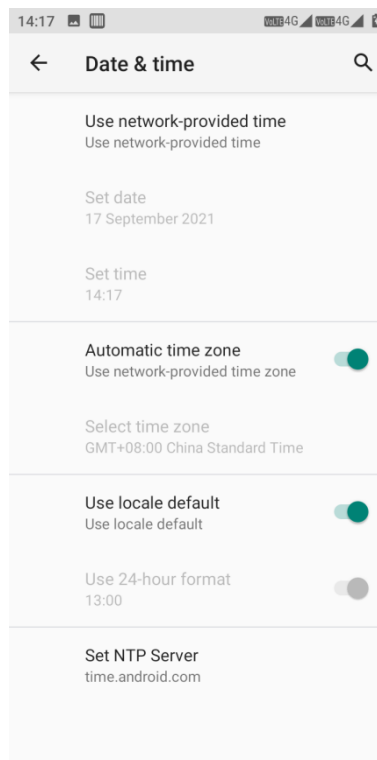 14:17 VoLTE 4G VoLTE 4G
Date & time
Use network-provided time
Use network-provided time
Set date
17 September 2021
Set time
14:17
Automatic time zone
Use network-provided time zone
Select time zone
GMT+08:00 China Standard Time
Use locale default
Use locale default
Use 24-hour format
13:00
Set NTP Server
time.android.com